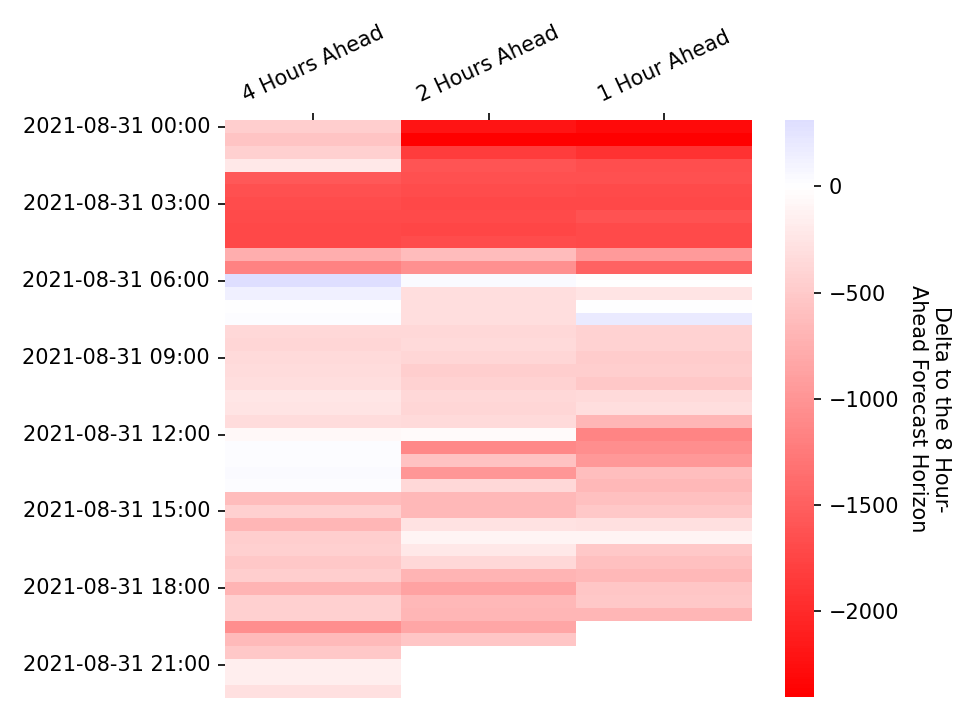 4 Hours Ahead
2 Hours Ahead
1 Hour Ahead
2021-08-31 00:00
2021-08-31 03:00
2021-08-31 06:00
2021-08-31 09:00
2021-08-31 12:00
2021-08-31 15:00
2021-08-31 18:00
2021-08-31 21:00
0
−500
−1000
−1500
−2000
Delta to the 8 Hour-
Ahead Forecast Horizon